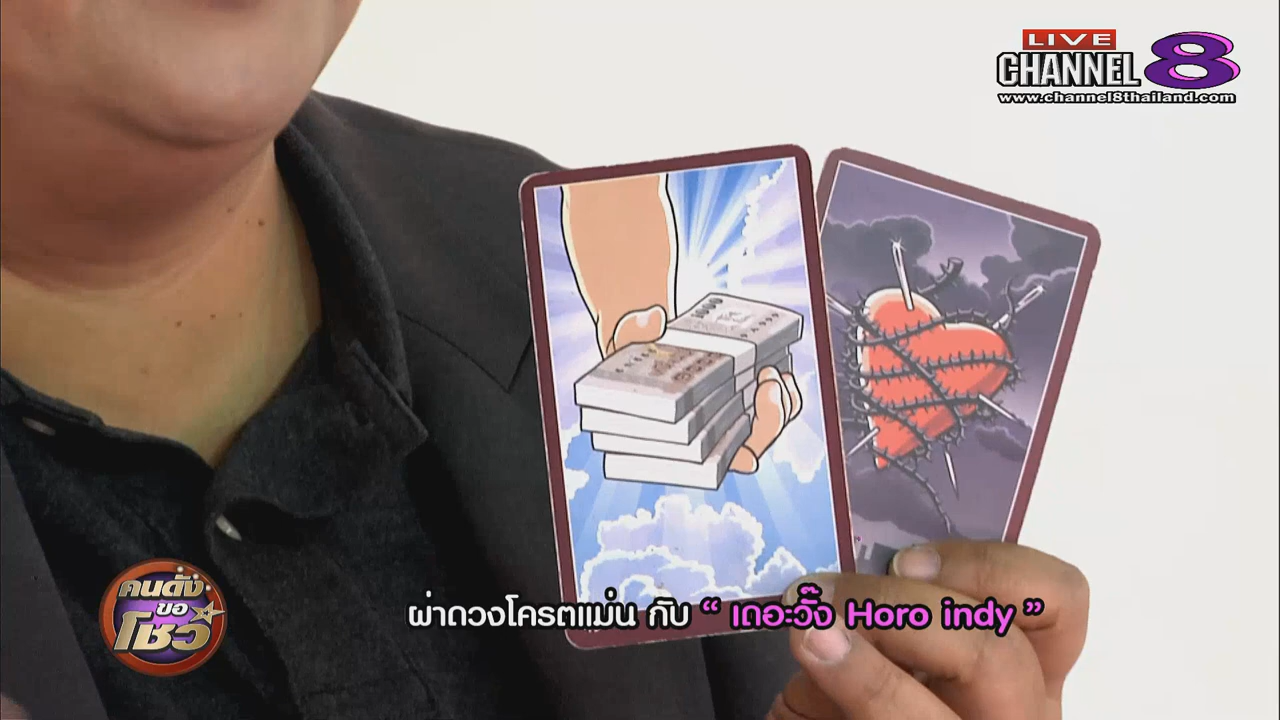 LIVE
CHANNEL 8
www.channel8thailand.com
1000
คนดัง
ขอ
โชว์
ผ่าดวงโครตแม่น กับ “ เดอะวั๊ง Horo indy ”